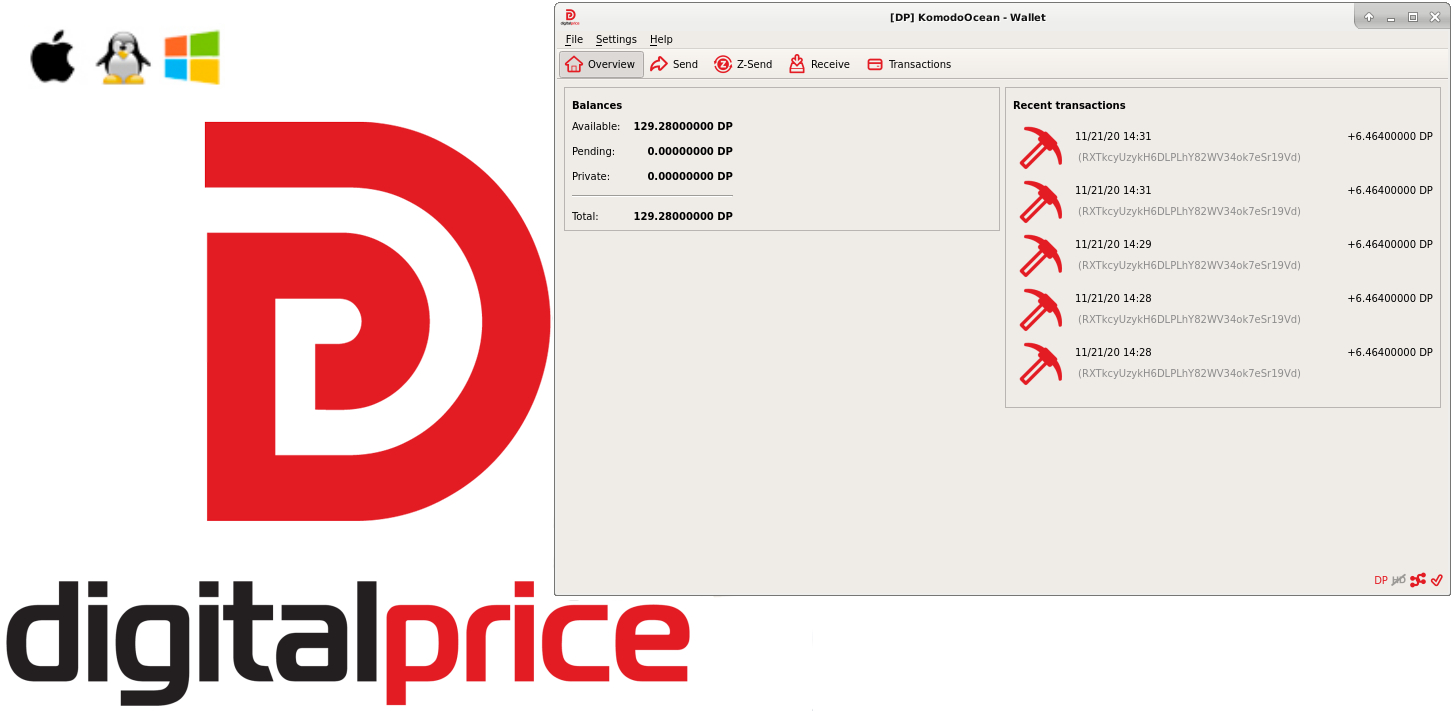 digitalprice
[DP] KomodoOcean - Wallet
File Settings Help
Overview Send Z-Send Receive Transactions
Balances
Available: 129.28000000 DP
Pending: 0.00000000 DP
Private: 0.00000000 DP
Total: 129.28000000 DP
Recent transactions
11/21/20 14:31 +6.46400000 DP
(RXTkcyUzykH6DLPLhY82WV34ok7eSr19Vd)
11/21/20 14:31 +6.46400000 DP
(RXTkcyUzykH6DLPLhY82WV34ok7eSr19Vd)
11/21/20 14:29 +6.46400000 DP
(RXTkcyUzykH6DLPLhY82WV34ok7eSr19Vd)
11/21/20 14:28 +6.46400000 DP
(RXTkcyUzykH6DLPLhY82WV34ok7eSr19Vd)
11/21/20 14:28 +6.46400000 DP
(RXTkcyUzykH6DLPLhY82WV34ok7eSr19Vd)
DP HD
digitalprice